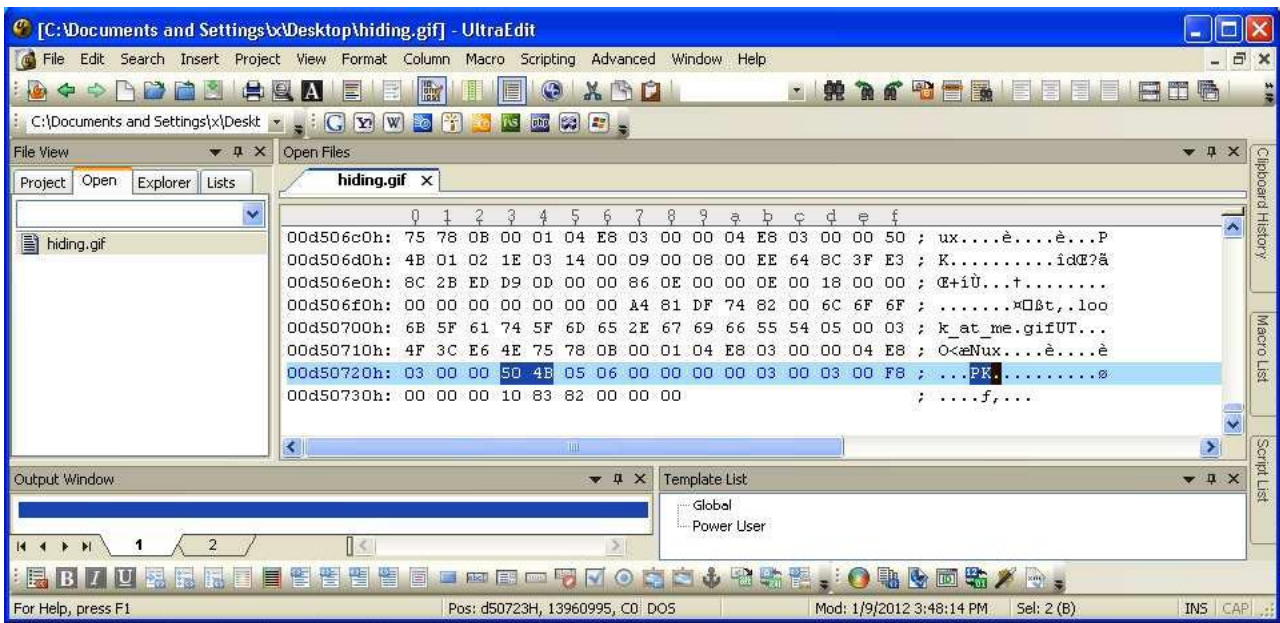 [C:\Documents and Settings\x\Desktop\hiding.gif] - UltraEdit
File Edit Search Insert Project View Format Column Macro Scripting Advanced Window Help
C:\Documents and Settings\x\Deskt
File View
Open Files
Project Open Explorer Lists
hiding.gif
hiding.gif
0 1 2 3 4 5 6 7 8 9 a b c d e f
00d506c0h: 75 78 0B 00 01 04 E8 03 00 00 04 E8 03 00 00 50 ; ux....è....è...P
00d506d0h: 4B 01 02 1E 03 14 00 09 00 08 00 EE 64 8C 3F E3 ; K..........îdŒ?ã
00d506e0h: 8C 2B ED D9 0D 00 00 86 0E 00 00 0E 00 18 00 00 ; Œ+íÙ...†........
00d506f0h: 00 00 00 00 00 00 00 A4 81 DF 74 82 00 6C 6F 6F ; .......¤□ßt‚.loo
00d50700h: 6B 5F 61 74 5F 6D 65 2E 67 69 66 55 54 05 00 03 ; k_at_me.gifUT...
00d50710h: 4F 3C E6 4E 75 78 0B 00 01 04 E8 03 00 00 04 E8 ; O<æNux....è....è
00d50720h: 03 00 00 50 4B 05 06 00 00 00 00 03 00 03 00 F8 ; ...PK..........ø
00d50730h: 00 00 00 10 83 82 00 00 00 ; ....ƒ‚...
Clipboard History
Macro List
Script List
Output Window
Template List
Global
Power User
1 2
For Help, press F1
Pos: d50723H, 13960995, C0 DOS
Mod: 1/9/2012 3:48:14 PM
Sel: 2 (B)
INS CAP